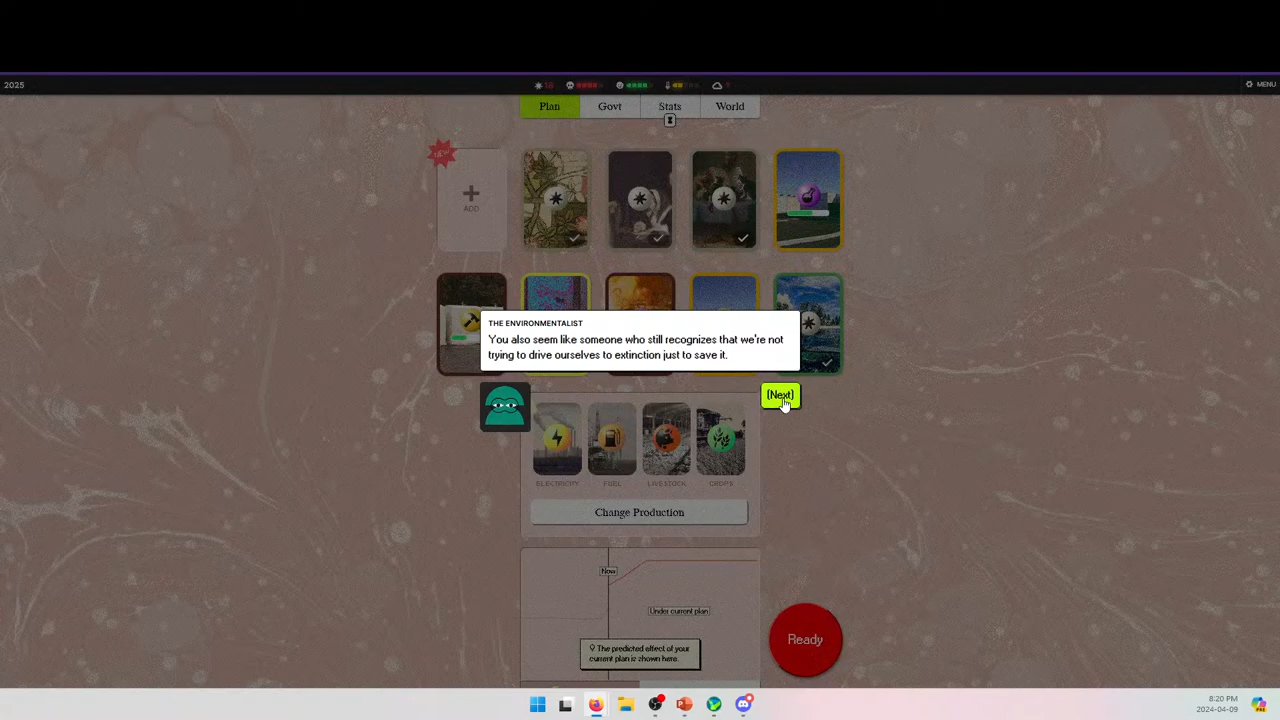 2025
18
MENU
Plan
Govt
Stats
World
ADD
THE ENVIRONMENTALIST
You also seem like someone who still recognizes that we're not
trying to drive ourselves to extinction just to save it.
(Next)
ELECTRICITY
FUEL
LIVESTOCK
CROPS
Change Production
Now
Under current plan
The predicted effect of your
current plan is shown here.
Ready
8:20 PM
2024-04-09